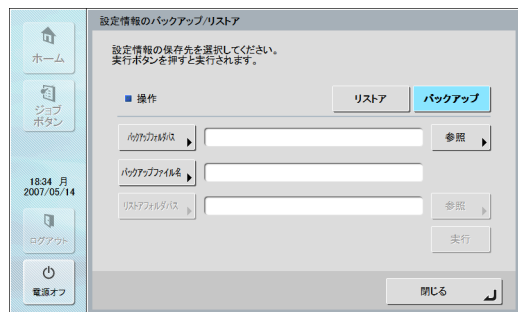 設定情報のバックアップ/リストア
ホーム
ジョブ
ボタン
18:34 月
2007/05/14
ログアウト
電源オフ
設定情報の保存先を選択してください。
実行ボタンを押すと実行されます。
操作
リストア
バックアップ
バックアップフォルダパス
参照
バックアップファイル名
リストアフォルダパス
参照
実行
閉じる